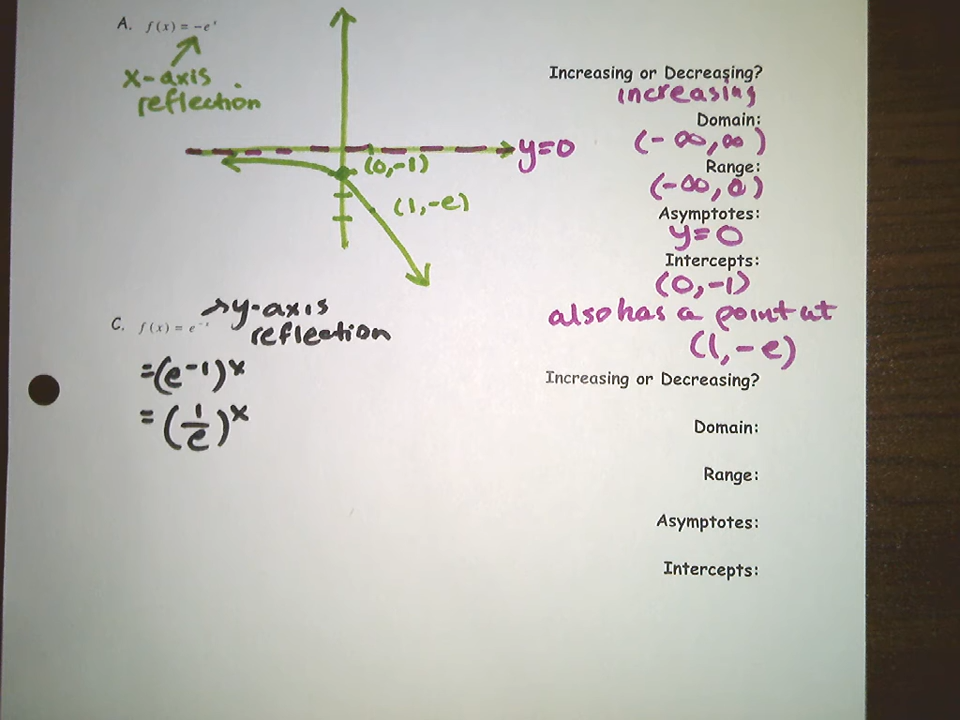 A. f(x) = -eˣ
x-axis
reflection
y=0
(0,-1)
(1,-e)
Increasing or Decreasing?
increasing
Domain:
(-∞,∞)
Range:
(-∞,0)
Asymptotes:
y=0
Intercepts:
(0,-1)
also has a point at
(1,-e)
C. f(x) = e⁻ˣ y-axis
reflection
=(e-1)x
=(1/e)x
Increasing or Decreasing?
Domain:
Range:
Asymptotes:
Intercepts: